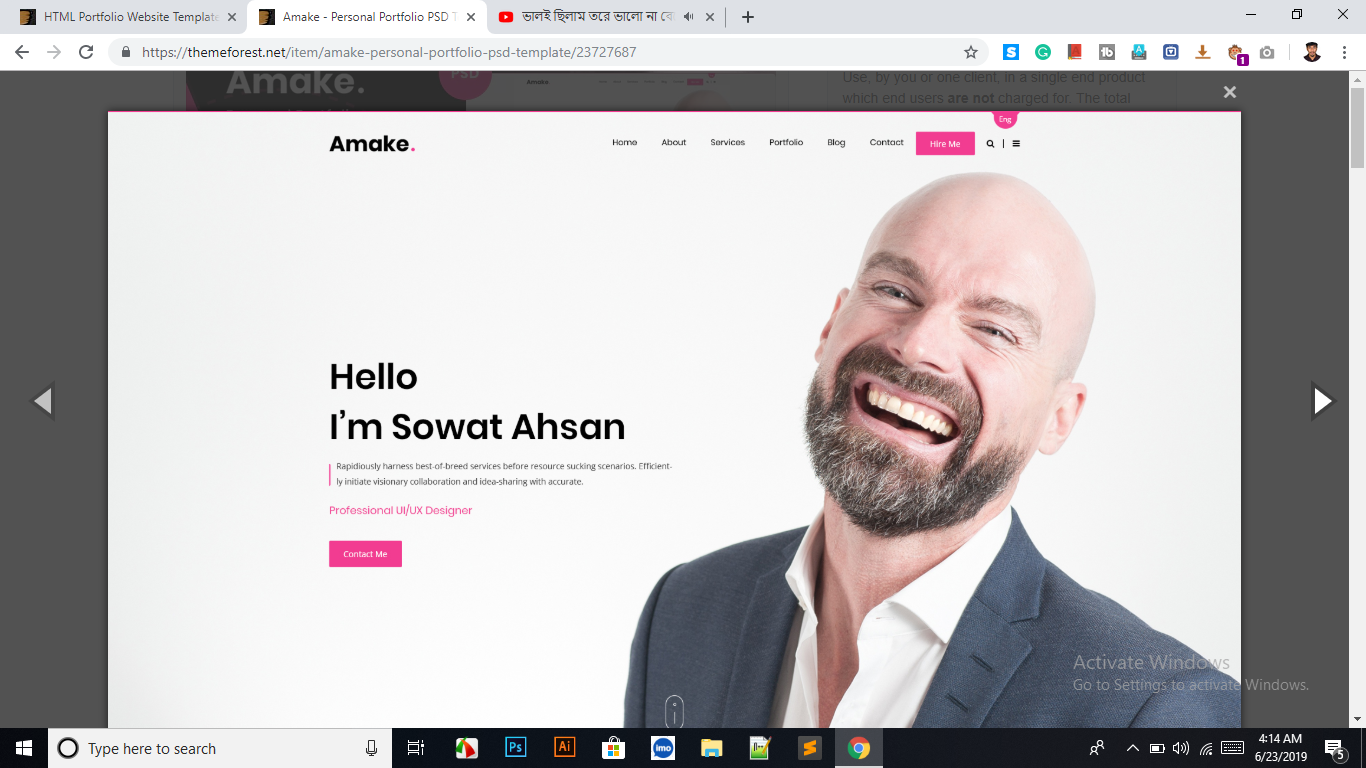 HTML Portfolio Website Template
Amake - Personal Portfolio PSD T
ভালই ছিলাম তরে ভালো না
https://themeforest.net/item/amake-personal-portfolio-psd-template/23727687
1
Amake.
PSD
Amake.
Use, by you or one client, in a single end product
which end users are not charged for. The total
Eng
Amake.
Home
About
Services
Portfolio
Blog
Contact
Hire Me
Hello
I'm Sowat Ahsan
Rapidiously harness best-of-breed services before resource sucking scenarios. Efficient-
ly initiate visionary collaboration and idea-sharing with accurate.
Professional UI/UX Designer
Contact Me
Activate Windows
Go to Settings to activate Windows.
Type here to search
Ps
Ai
imo
4:14 AM
6/23/2019
5